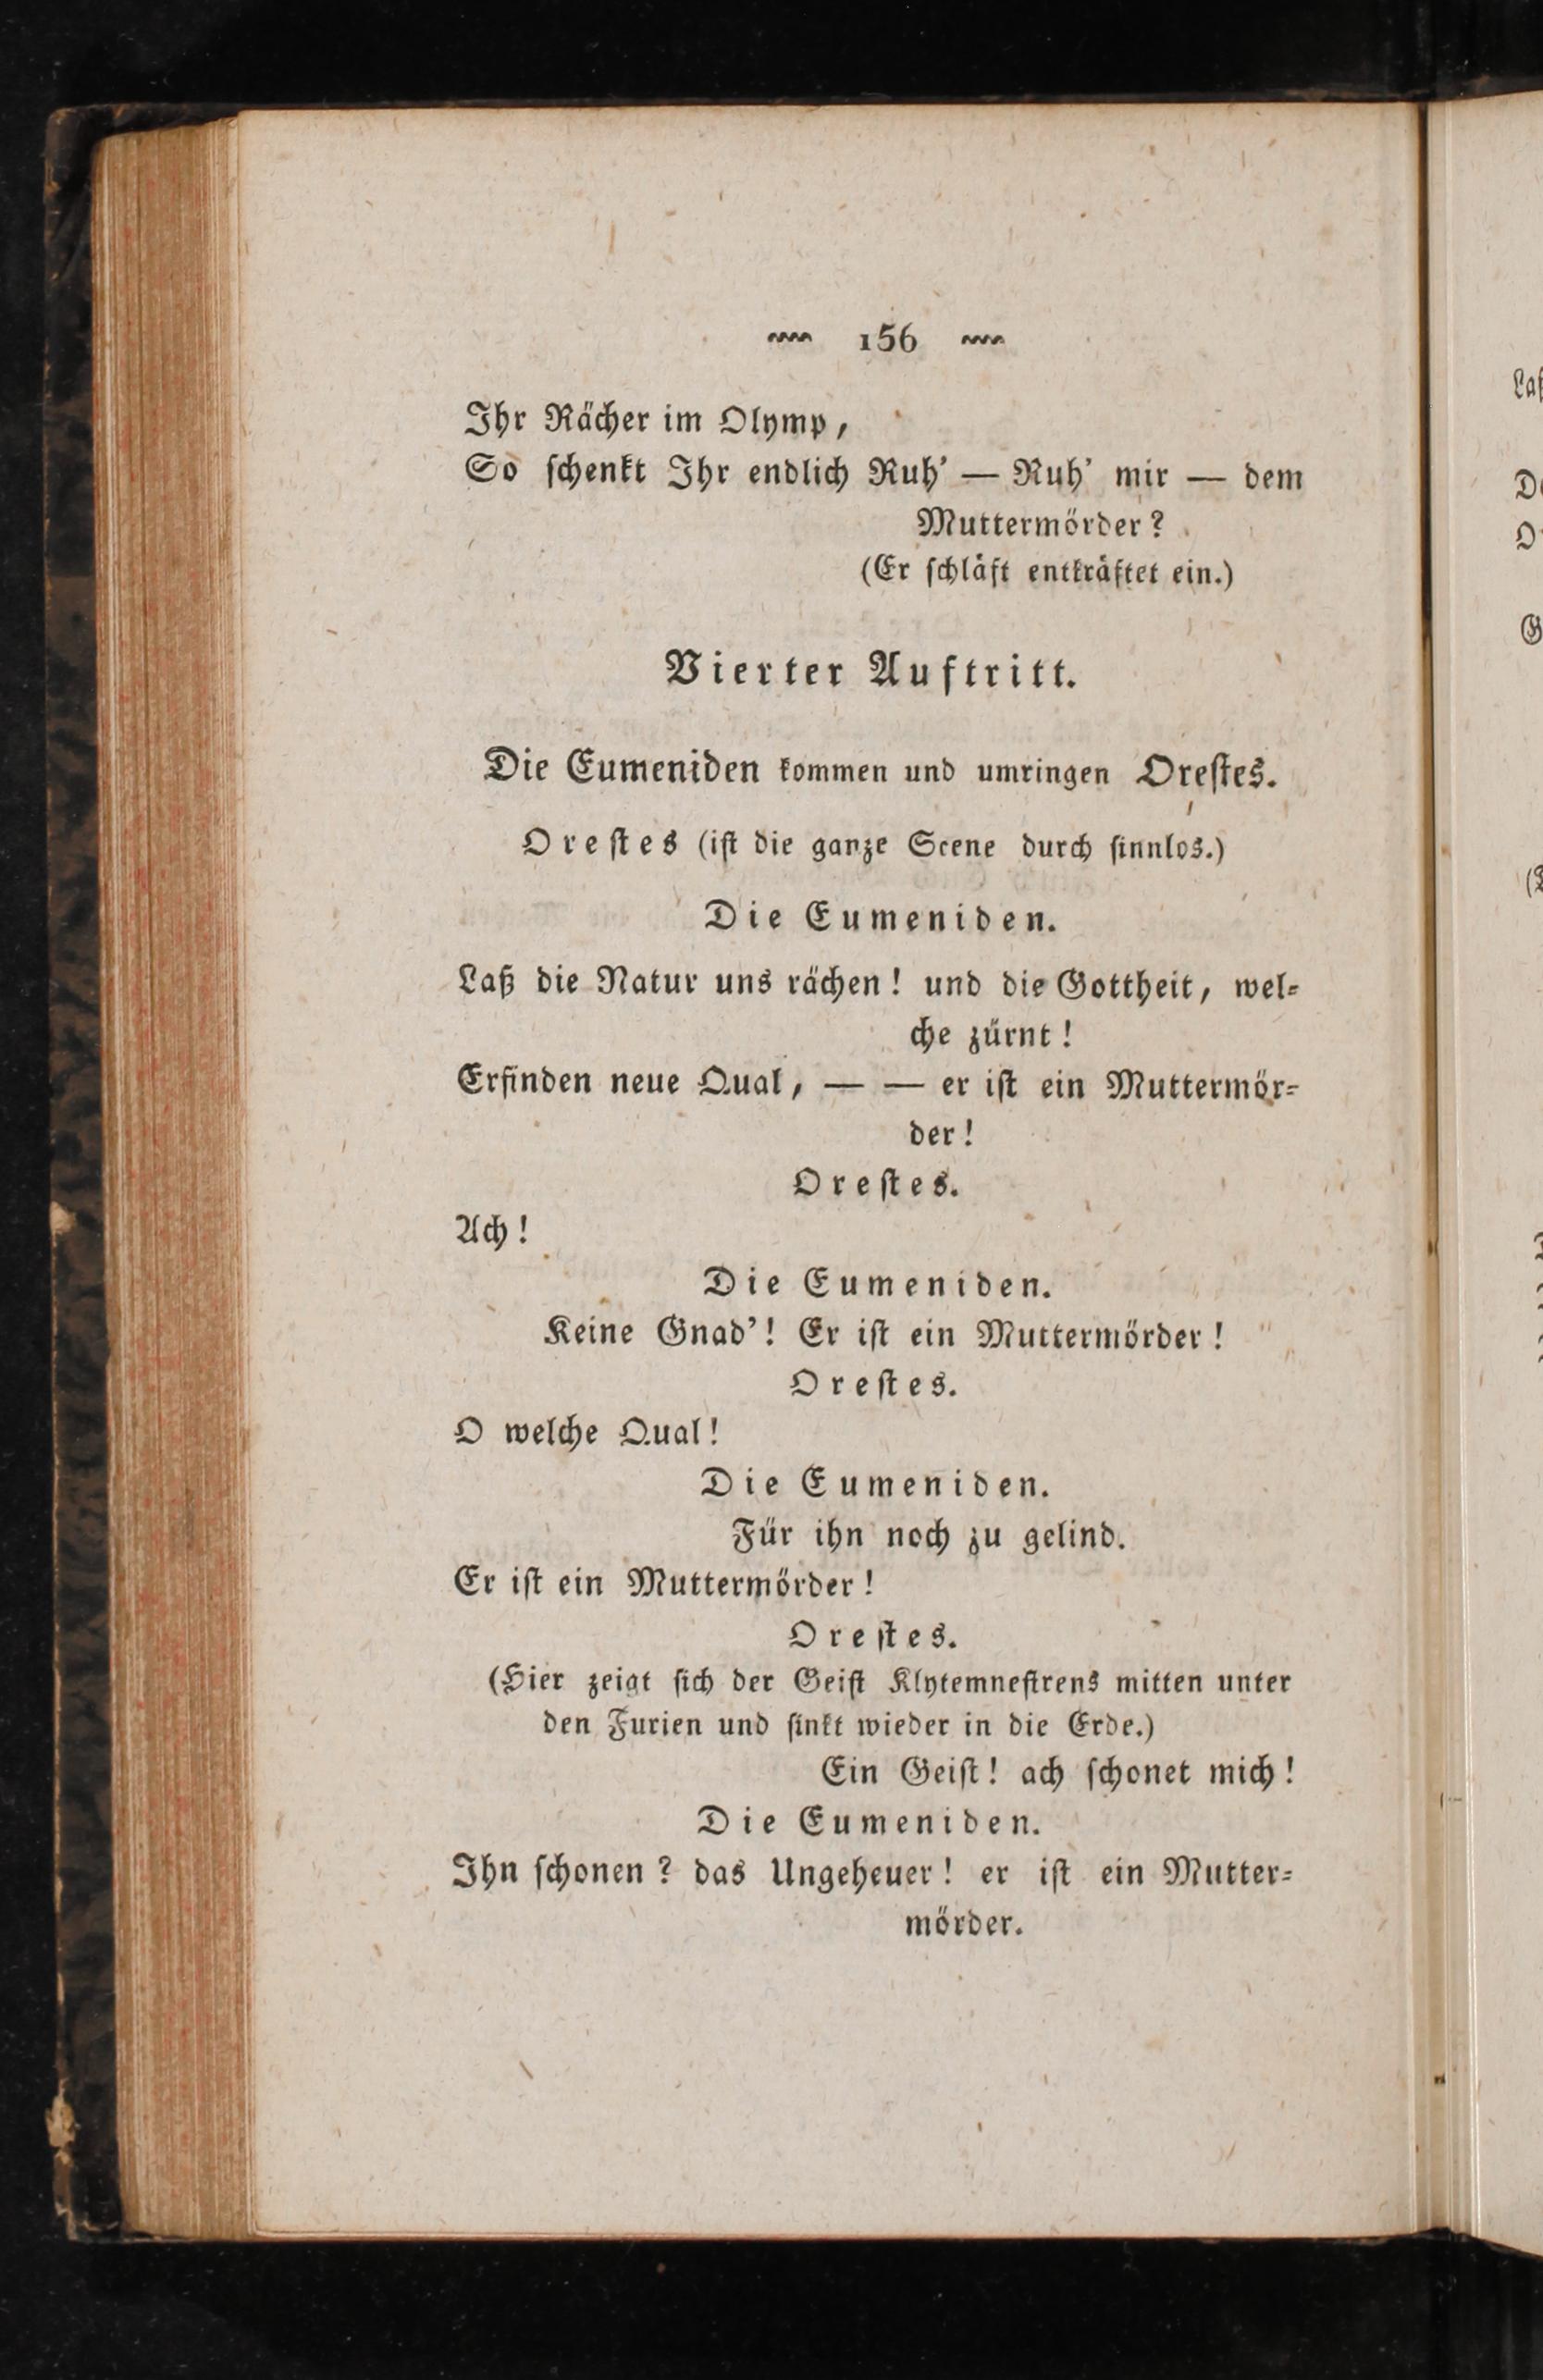 156
Ihr Rächer im Olymp,
So ſchenkt Ihr endlich Ruh' — Ruh' mir — dem
Muttermörder?
(Er ſchläft entkräftet ein.)
Vierter Auftritt.
Die Eumeniden kommen und umringen Oreſtes.
Oreſtes (iſt die ganze Scene durch ſinnlos.)
Die Eumeniden.
Laß die Natur uns rächen! und die Gottheit, wel-
che zürnt!
Erfinden neue Qual, — — er iſt ein Muttermör-
der!
Oreſtes.
Ach!
Die Eumeniden.
Keine Gnad'! Er iſt ein Muttermörder!
Oreſtes.
O welche Qual!
Die Eumeniden.
Für ihn noch zu gelind.
Er iſt ein Muttermörder!
Oreſtes.
(Hier zeigt ſich der Geiſt Klytemneſtrens mitten unter
den Furien und ſinkt wieder in die Erde.)
Ein Geiſt! ach ſchonet mich!
Die Eumeniden.
Ihn ſchonen? das Ungeheuer! er iſt ein Mutter-
mörder.